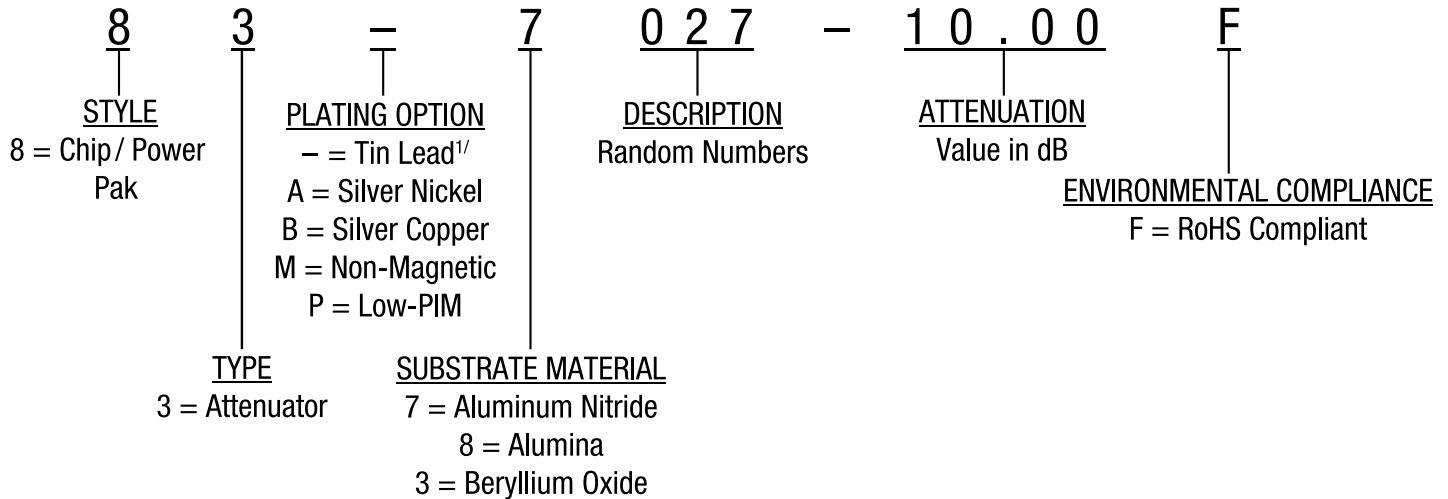 8 3 – 7 0 2 7 – 1 0 . 0 0 F
STYLE
8 = Chip / Power
Pak
PLATING OPTION
– = Tin Lead1/
A = Silver Nickel
B = Silver Copper
M = Non-Magnetic
P = Low-PIM
DESCRIPTION
Random Numbers
ATTENUATION
Value in dB
ENVIRONMENTAL COMPLIANCE
F = RoHS Compliant
TYPE
3 = Attenuator
SUBSTRATE MATERIAL
7 = Aluminum Nitride
8 = Alumina
3 = Beryllium Oxide